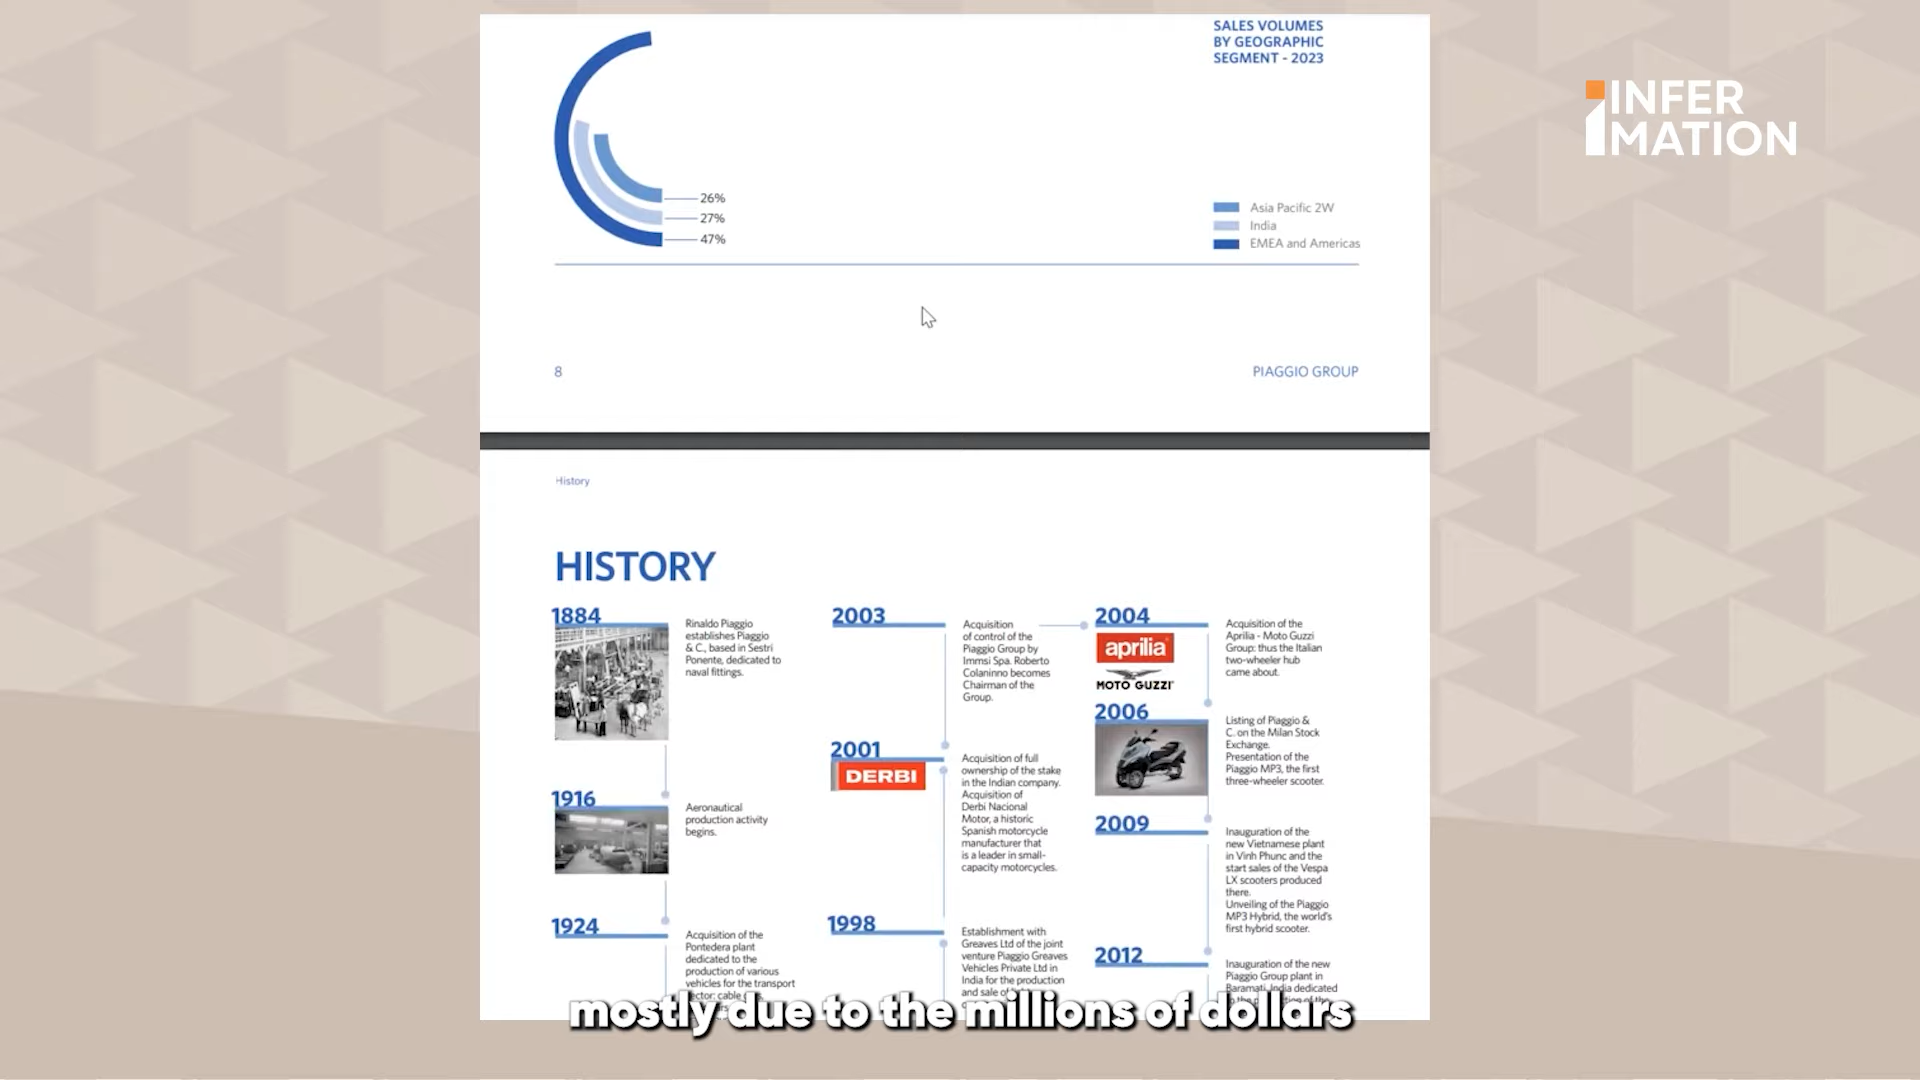 SALES VOLUMES
BY GEOGRAPHIC
SEGMENT - 2023
INFER
MATION
26%
27%
47%
Asia Pacific 2W
India
EMEA and Americas
8
PIAGGIO GROUP
History
HISTORY
1884
Rinaldo Piaggio
establishes Piaggio
& C., based in Sestri
Ponente, dedicated to
naval fittings.
1916
Aeronautical
production activity
begins.
1924
Acquisition of the
Pontedera plant
dedicated to the
production of various
vehicles for the transport
2003
Acquisition
of control of the
Piaggio Group by
Immsi Spa. Roberto
Colaninno becomes
Chairman of the
Group.
2001
DERBI
Acquisition of full
ownership of the stake
in the Indian company.
Acquisition of
Derbi Nacional
Motor, a historic
Spanish motorcycle
manufacturer that
is a leader in small-
capacity motorcycles.
1998
Establishment with
Greaves Ltd of the joint
venture Piaggio Greaves
Vehicles Private Ltd in
India for the production
and sale of
2004
aprilia
MOTO GUZZI
Acquisition of the
Aprilia - Moto Guzzi
Group: thus the Italian
two-wheeler hub
came about.
2006
Listing of Piaggio &
C. on the Milan Stock
Exchange.
Presentation of the
Piaggio MP3, the first
three-wheeler scooter.
2009
Inauguration of the
new Vietnamese plant
in Vinh Phunc and the
start sales of the Vespa
LX scooters produced
there.
Unveiling of the Piaggio
MP3 Hybrid, the world's
first hybrid scooter.
2012
Inauguration of the new
Piaggio Group plant in
Baramati, India dedicated
mostly due to the millions of dollars